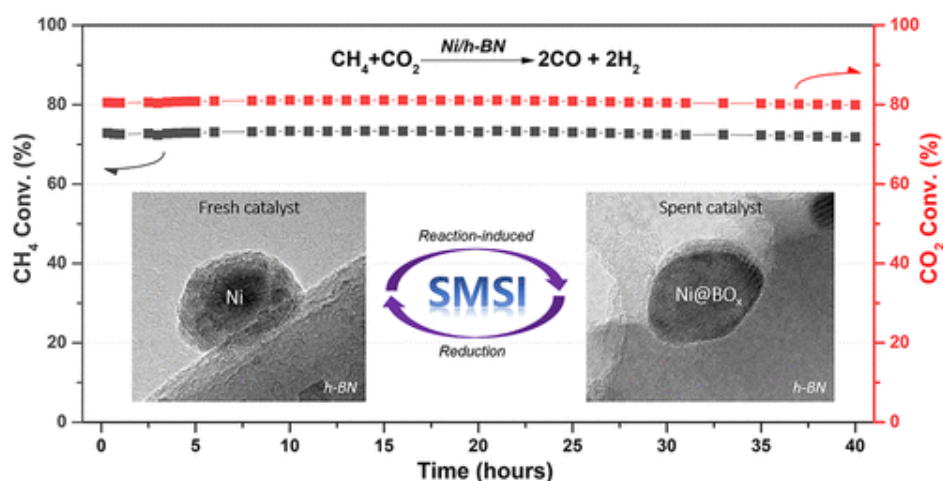 Ni/h-BN
CH₄+CO₂ → 2CO + 2H₂
CH₄ Conv. (%)
100
80
60
40
20
0
Fresh catalyst
Ni
h-BN
Reaction-induced
SMSI
Reduction
Spent catalyst
Ni@BOₓ
h-BN
100
80
60
40
20
0
CO₂ Conv. (%)
0 5 10 15 20 25 30 35 40
Time (hours)